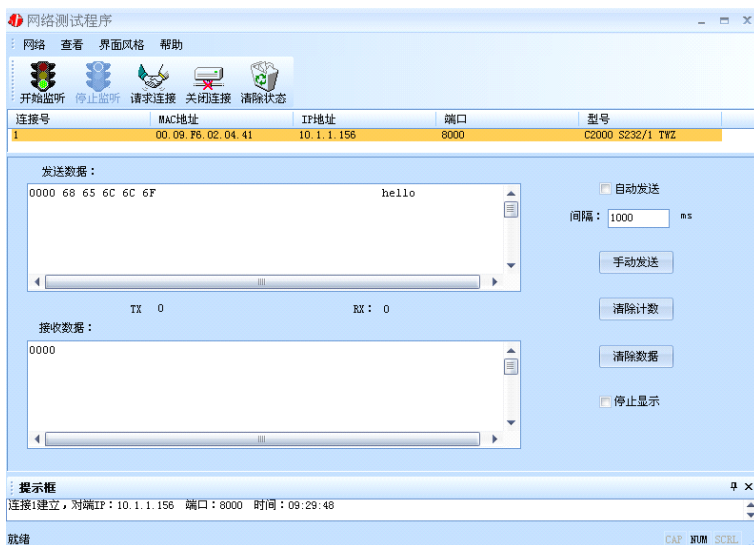 网络测试程序
网络 查看 界面风格 帮助
开始监听 停止监听 请求连接 关闭连接 清除状态
连接号 MAC地址 IP地址 端口 型号
1 00.09.F6.02.04.41 10.1.1.156 8000 C2000 S232/1 TWZ
发送数据：
0000 68 65 6C 6C 6F hello
自动发送
间隔： 1000 ms
手动发送
TX 0 RX： 0
清除计数
接收数据：
0000
清除数据
停止显示
提示框
连接1建立，对端IP：10.1.1.156 端口：8000 时间：09:29:48
就绪 CAP NUM SCRL